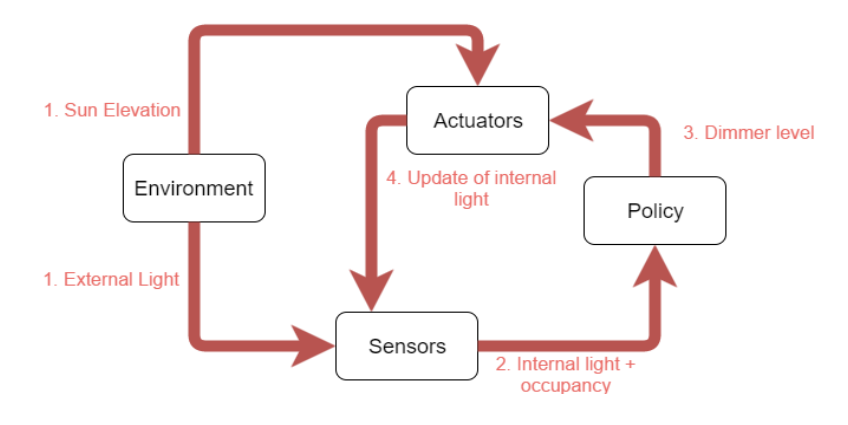 1. Sun Elevation
Actuators
3. Dimmer level
Environment
4. Update of internal
light
Policy
1. External Light
Sensors
2. Internal light +
occupancy